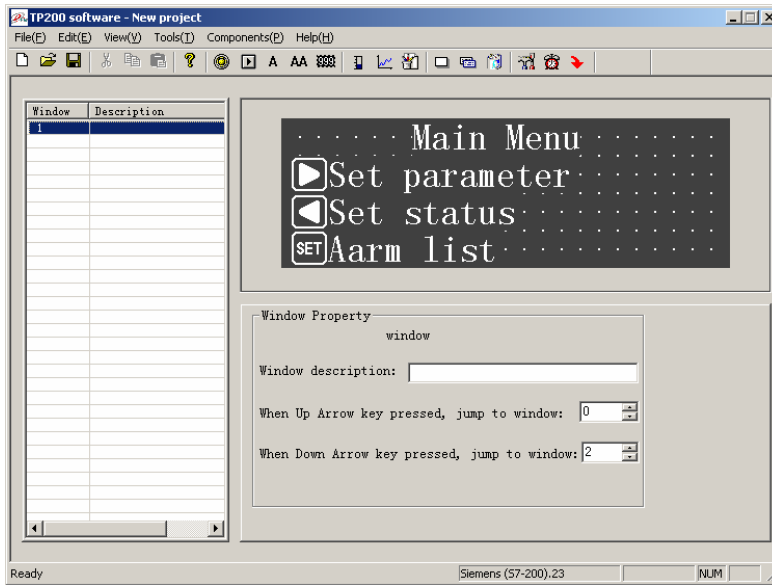 TP200 software - New project
File(F) Edit(E) View(V) Tools(T) Components(P) Help(H)
A AA
Window Description
1
Main Menu
Set parameter
Set status
SET Aarm list
Window Property
window
Window description:
When Up Arrow key pressed, jump to window: 0
When Down Arrow key pressed, jump to window: 2
Ready Siemens (S7-200).23 NUM